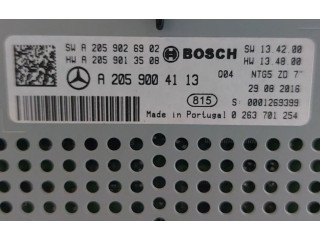 SW A 205 902 69 02 BOSCH SW 13.42.00
HW A 205 901 35 08 HW 13.48.00
A 205 900 41 13 Q04 NTG5 ZD 7"
29 08 2016
815 S: 0001269399
Made in Portugal 0 263 701 254